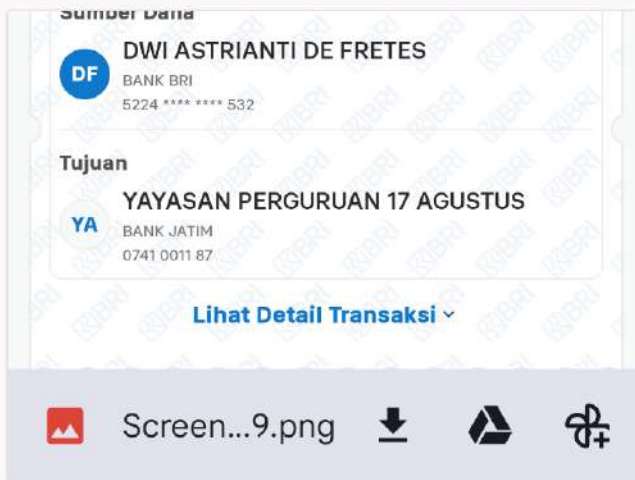 Sumber Dana
DF
DWI ASTRIANTI DE FRETES
BANK BRI
5224 **** **** 532
Tujuan
YA
YAYASAN PERGURUAN 17 AGUSTUS
BANK JATIM
0741 0011 87
Lihat Detail Transaksi
Screen...9.png